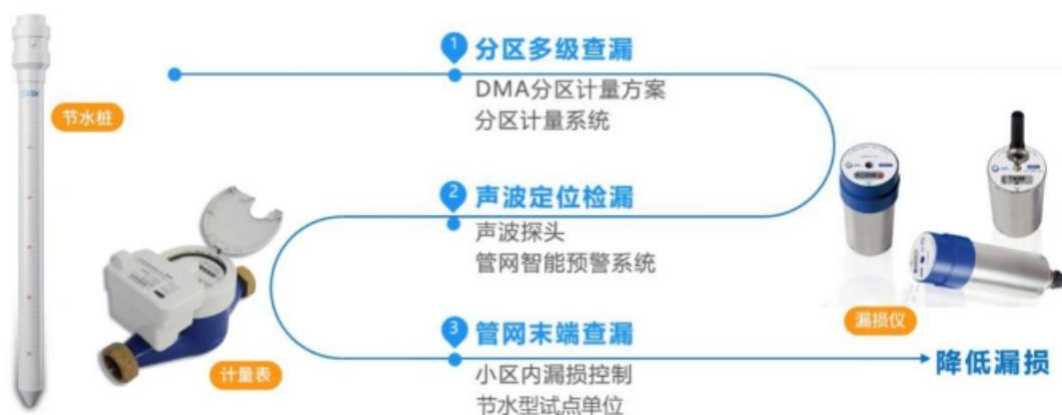 1 分区多级查漏
DMA分区计量方案
分区计量系统
节水桩
2 声波定位检漏
声波探头
管网智能预警系统
漏损仪
3 管网末端查漏
降低漏损
计量表
小区内漏损控制
节水型试点单位